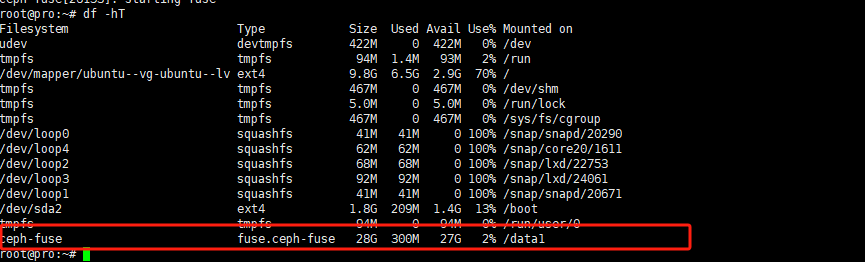 ceph-fuse[28133]: starting fuse
root@pro:~# df -hT
Filesystem Type Size Used Avail Use% Mounted on
udev devtmpfs 422M 0 422M 0% /dev
tmpfs tmpfs 94M 1.4M 93M 2% /run
/dev/mapper/ubuntu--vg-ubuntu--lv ext4 9.8G 6.5G 2.9G 70% /
tmpfs tmpfs 467M 0 467M 0% /dev/shm
tmpfs tmpfs 5.0M 0 5.0M 0% /run/lock
tmpfs tmpfs 467M 0 467M 0% /sys/fs/cgroup
/dev/loop0 squashfs 41M 41M 0 100% /snap/snapd/20290
/dev/loop4 squashfs 62M 62M 0 100% /snap/core20/1611
/dev/loop2 squashfs 68M 68M 0 100% /snap/lxd/22753
/dev/loop3 squashfs 92M 92M 0 100% /snap/lxd/24061
/dev/loop1 squashfs 41M 41M 0 100% /snap/snapd/20671
/dev/sda2 ext4 1.8G 209M 1.4G 13% /boot
tmpfs tmpfs 94M 0 94M 0% /run/user/0
ceph-fuse fuse.ceph-fuse 28G 300M 27G 2% /data1
root@pro:~#